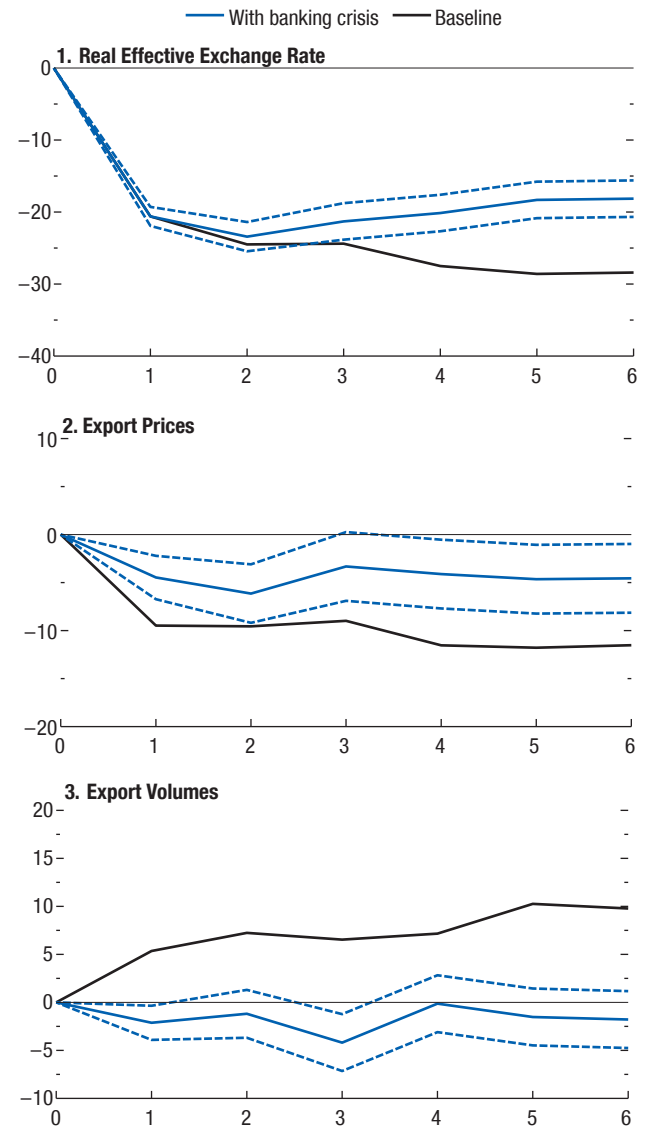 With banking crisis Baseline
1. Real Effective Exchange Rate
0
–10
–20
–30
–40
0 1 2 3 4 5 6
2. Export Prices
10
0
–10
–20
0 1 2 3 4 5 6
3. Export Volumes
20
15
10
5
0
–5
–10
0 1 2 3 4 5 6